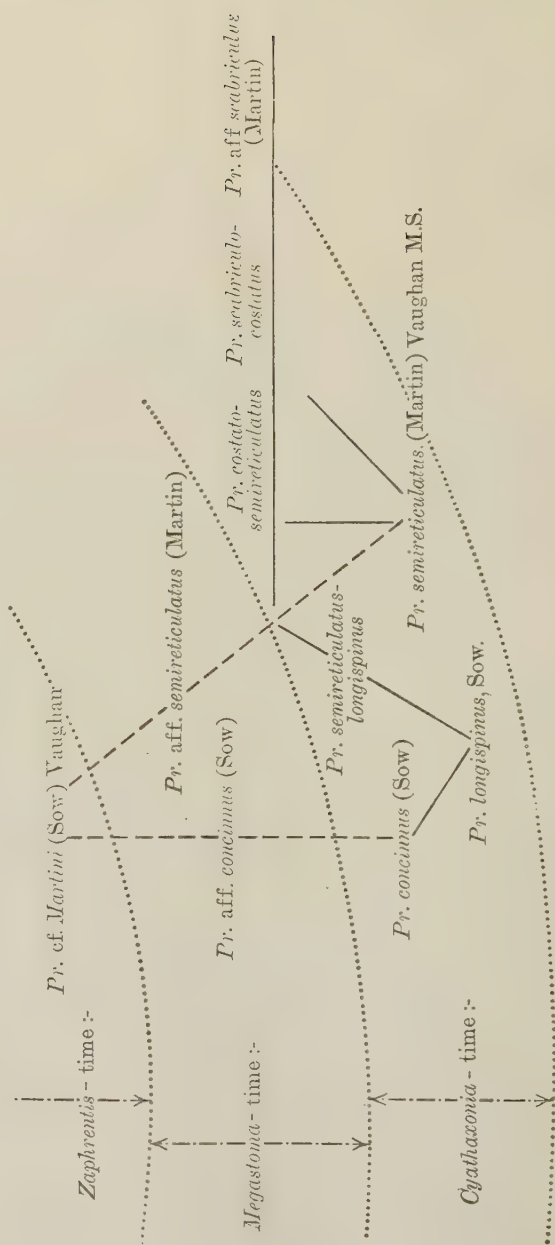 Zaphrentis - time :-
Pr. cf. Martini (Sow) Vaughan
Megastoma - time :-
Pr. aff. concinnus (Sow)
Pr. aff. semireticulatus (Martin)
Cyathaxonia - time :-
Pr. concinnus (Sow)
Pr. longispinus, Sow.
Pr. semireticulatus-
longispinus
Pr. semireticulatus. (Martin) Vaughan M.S.
Pr. costato-
semireticulatus
Pr. scabriculo-
costatus
Pr. aff scabriculus
(Martin)